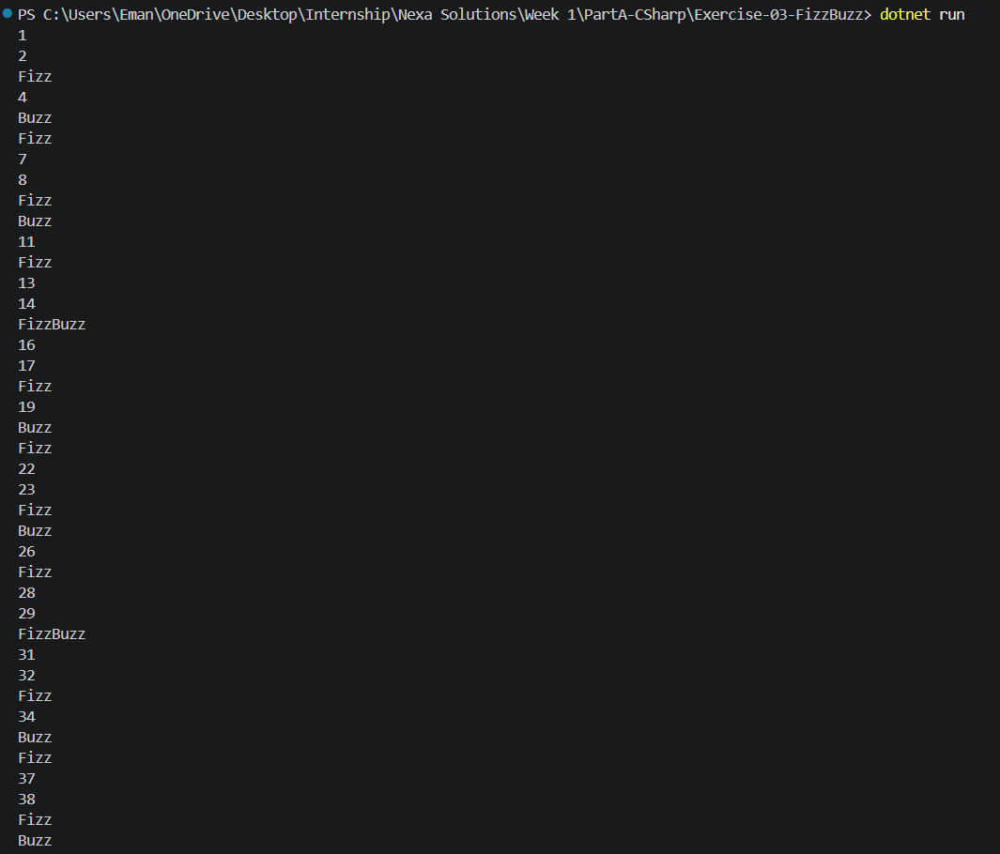 PS C:\Users\Eman\OneDrive\Desktop\Internship\Nexa Solutions\Week 1\PartA-CSharp\Exercise-03-FizzBuzz> dotnet run
1
2
Fizz
4
Buzz
Fizz
7
8
Fizz
Buzz
11
Fizz
13
14
FizzBuzz
16
17
Fizz
19
Buzz
Fizz
22
23
Fizz
Buzz
26
Fizz
28
29
FizzBuzz
31
32
Fizz
34
Buzz
Fizz
37
38
Fizz
Buzz